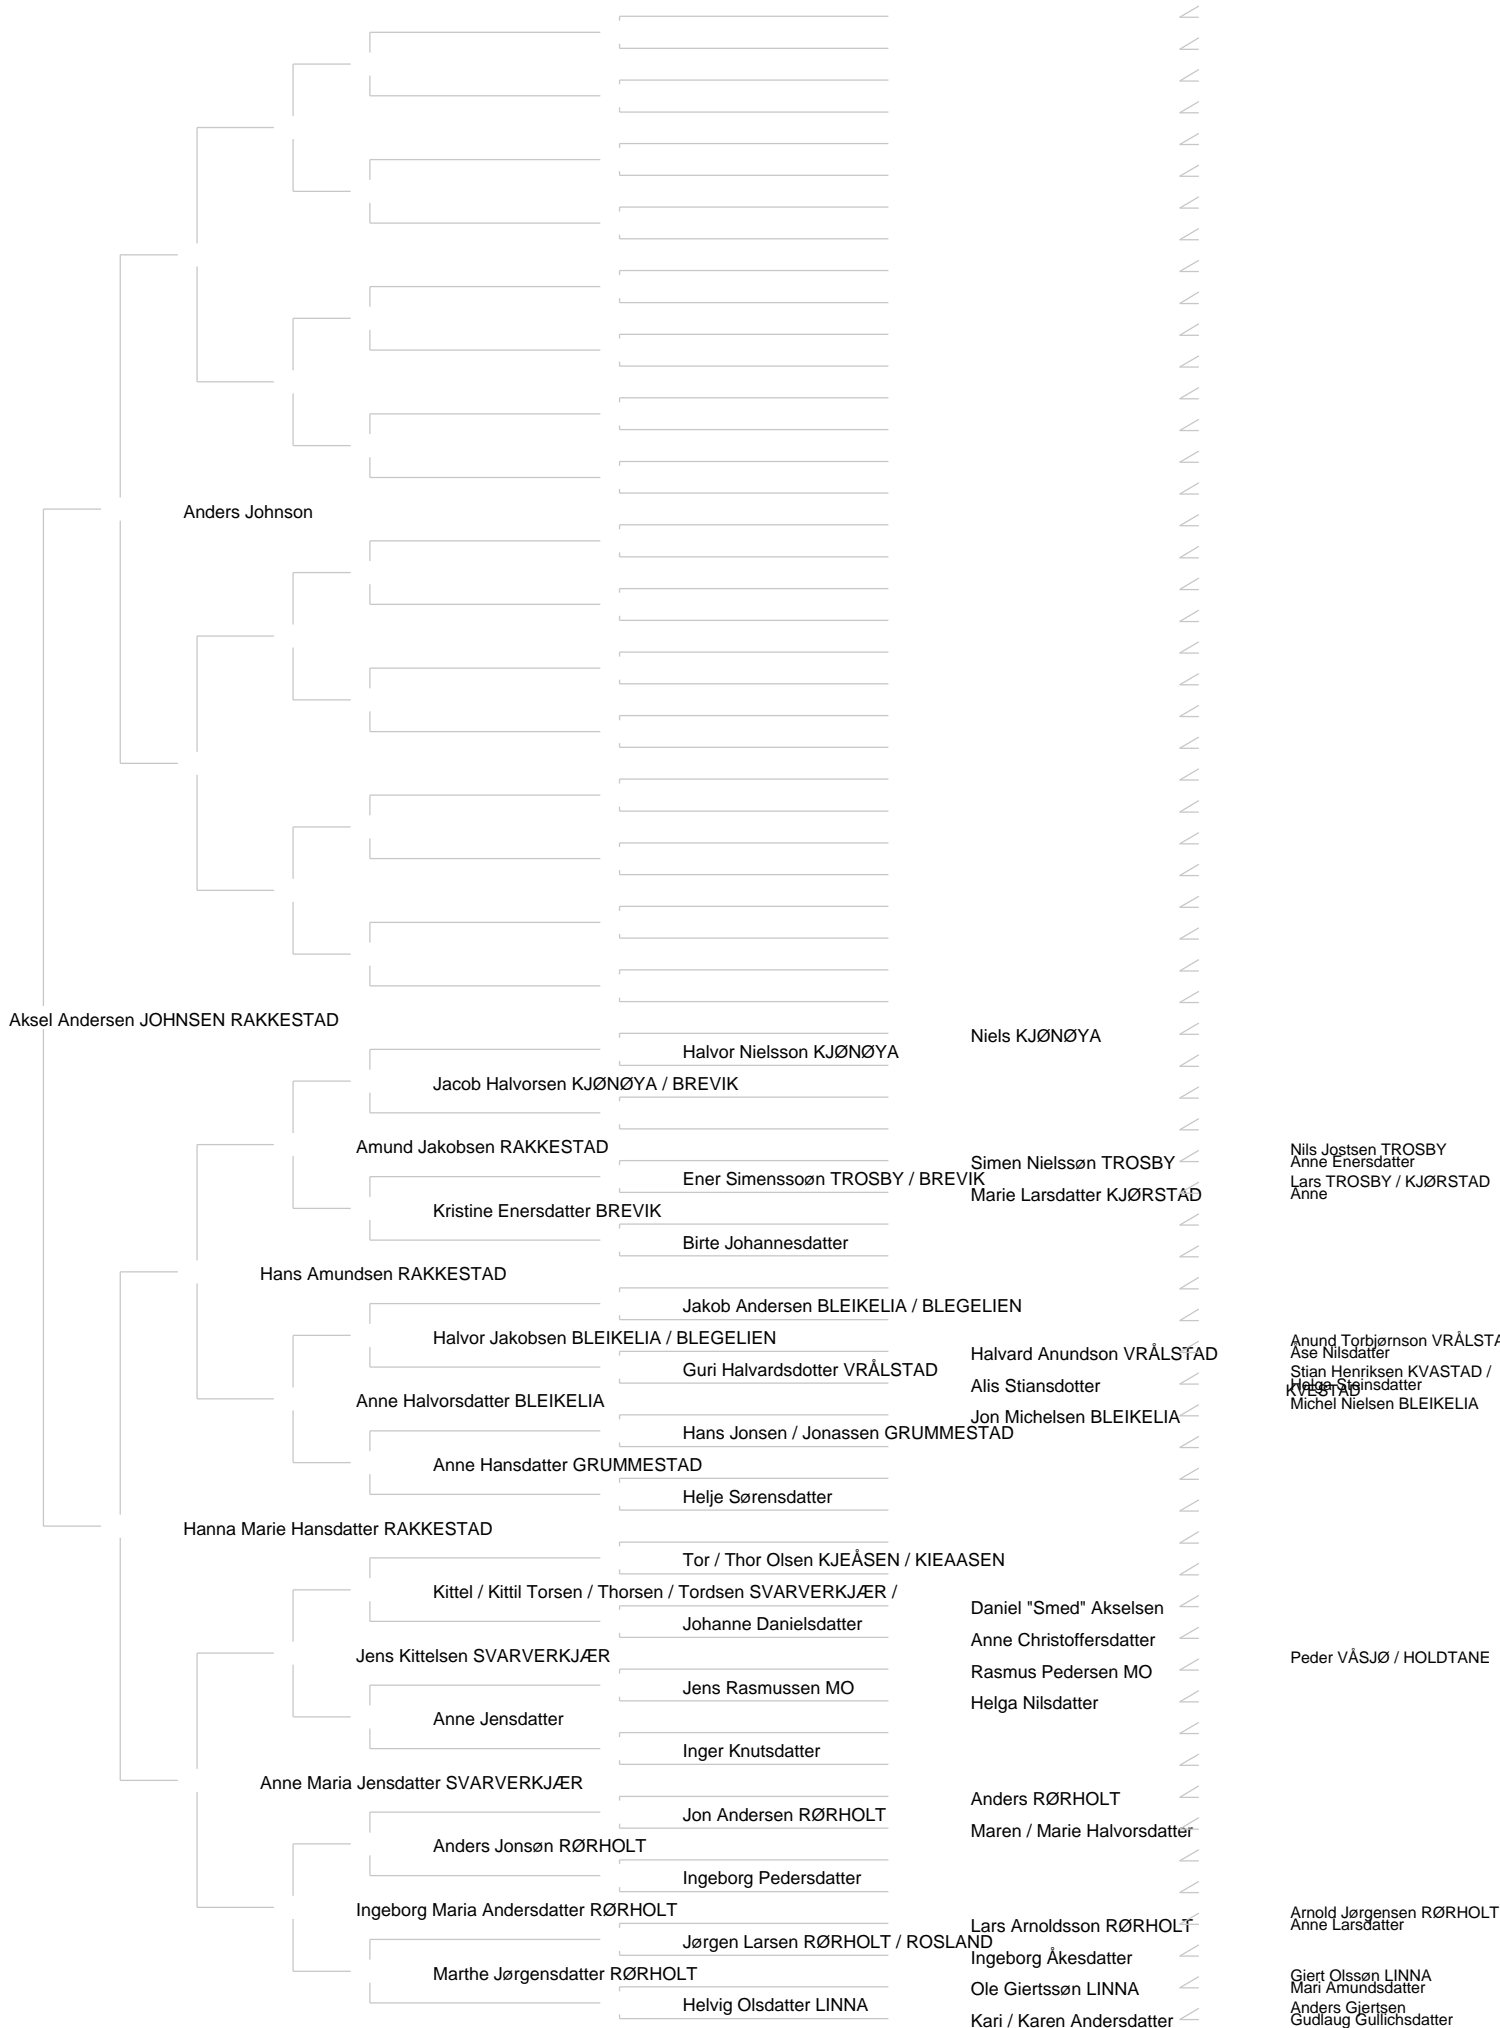 Anders Johnson
Aksel Andersen JOHNSEN RAKKESTAD
Niels KJØNØYA
Halvor Nielsson KJØNØYA
Jacob Halvorsen KJØNØYA / BREVIK
Amund Jakobsen RAKKESTAD
Nils Jostsen TROSBY
Simen Nielssøn TROSBY
Anne Enersdatter
Ener Simenssoøn TROSBY / BREVIK
Lars TROSBY / KJØRSTAD
Marie Larsdatter KJØRSTAD
Anne
Kristine Enersdatter BREVIK
Birte Johannesdatter
Hans Amundsen RAKKESTAD
Jakob Andersen BLEIKELIA / BLEGELIEN
Halvor Jakobsen BLEIKELIA / BLEGELIEN
Anund Torbjørnson VRÅLSTA
Halvard Anundson VRÅLSTAD
Åse Nilsdatter
Guri Halvardsdotter VRÅLSTAD
Stian Henriksen KVASTAD /
KVESTAD
Alis Stiansdotter
Helga Steinsdatter
Anne Halvorsdatter BLEIKELIA
Michel Nielsen BLEIKELIA
Jon Michelsen BLEIKELIA
Hans Jonsen / Jonassen GRUMMESTAD
Anne Hansdatter GRUMMESTAD
Helje Sørensdatter
Hanna Marie Hansdatter RAKKESTAD
Tor / Thor Olsen KJEÅSEN / KIEAASEN
Kittel / Kittil Torsen / Thorsen / Tordsen SVARVERKJÆR /
Daniel "Smed" Akselsen
Johanne Danielsdatter
Anne Christoffersdatter
Jens Kittelsen SVARVERKJÆR
Peder VÅSJØ / HOLDTANE
Rasmus Pedersen MO
Jens Rasmussen MO
Helga Nilsdatter
Anne Jensdatter
Inger Knutsdatter
Anne Maria Jensdatter SVARVERKJÆR
Anders RØRHOLT
Jon Andersen RØRHOLT
Maren / Marie Halvorsdatter
Anders Jonsøn RØRHOLT
Ingeborg Pedersdatter
Ingeborg Maria Andersdatter RØRHOLT
Arnold Jørgensen RØRHOLT
Lars Arnoldsson RØRHOLT
Anne Larsdatter
Jørgen Larsen RØRHOLT / ROSLAND
Ingeborg Åkesdatter
Marthe Jørgensdatter RØRHOLT
Giert Olssøn LINNA
Ole Giertssøn LINNA
Mari Amundsdatter
Helvig Olsdatter LINNA
Anders Giertsen
Kari / Karen Andersdatter
Gudlaug Gullichsdatter